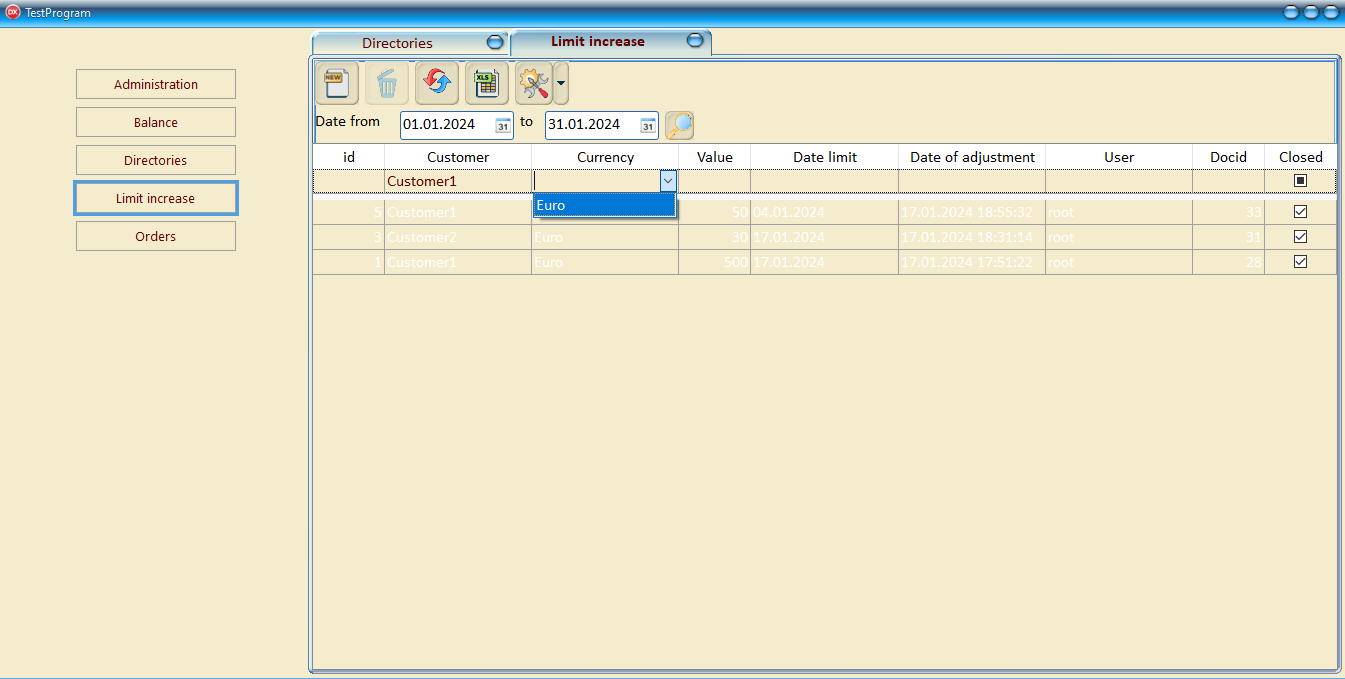 TestProgram
Administration
Balance
Directories
Limit increase
Orders
Directories
Limit increase
NEW
XLS
Date from 01.01.2024 31 to 31.01.2024 31
id Customer Currency Value Date limit Date of adjustment User Docid Closed
Customer1
Euro
5 Customer1 50 04.01.2024 17.01.2024 18:55:32 root 33
3 Customer2 Euro 30 17.01.2024 17.01.2024 18:31:14 root 31
1 Customer1 Euro 500 17.01.2024 17.01.2024 17:51:22 root 28